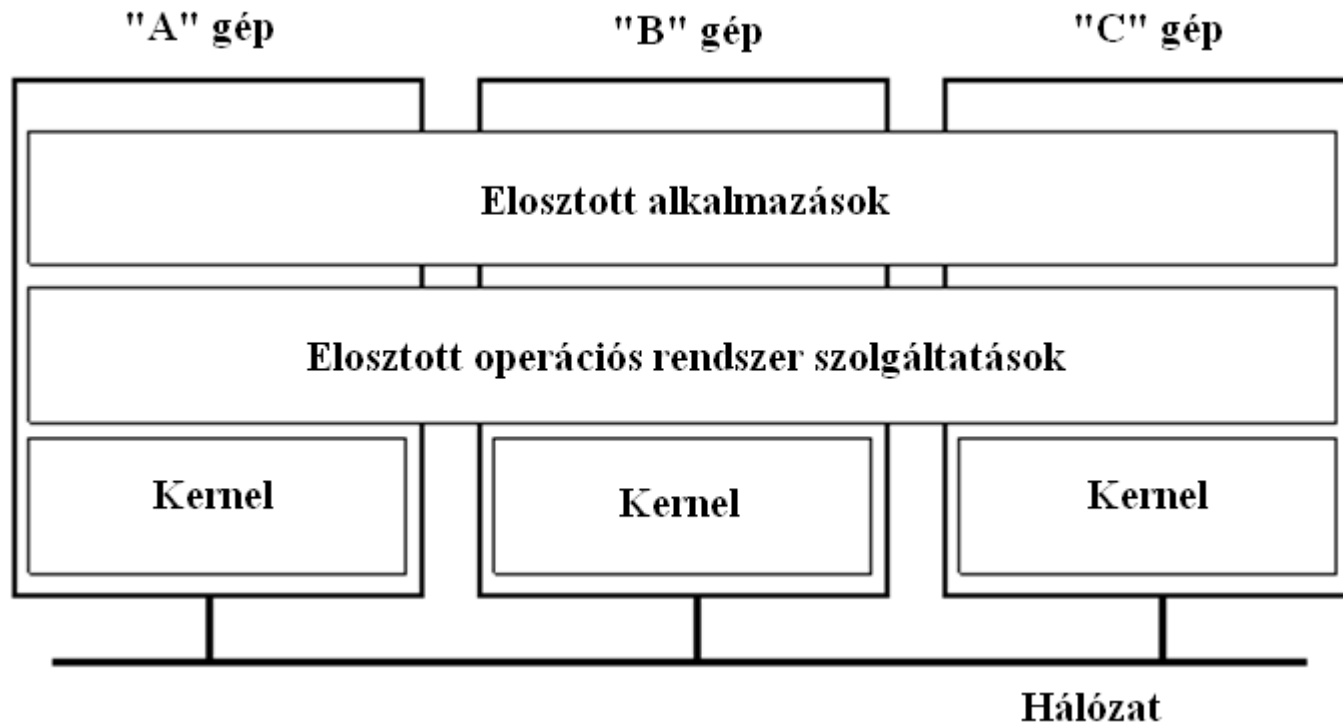 "A" gép
"B" gép
"C" gép
Elosztott alkalmazások
Elosztott operációs rendszer szolgáltatások
Kernel
Kernel
Kernel
Hálózat